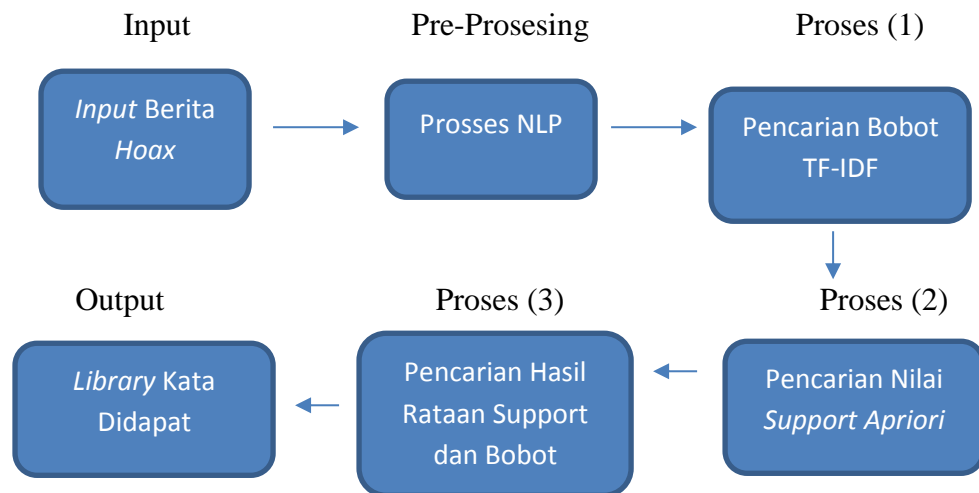 Input
Pre-Prosesing
Proses (1)
Input Berita
Hoax
Prosses NLP
Pencarian Bobot
TF-IDF
Output
Proses (3)
Proses (2)
Library Kata
Didapat
Pencarian Hasil
Rataan Support
dan Bobot
Pencarian Nilai
Support Apriori